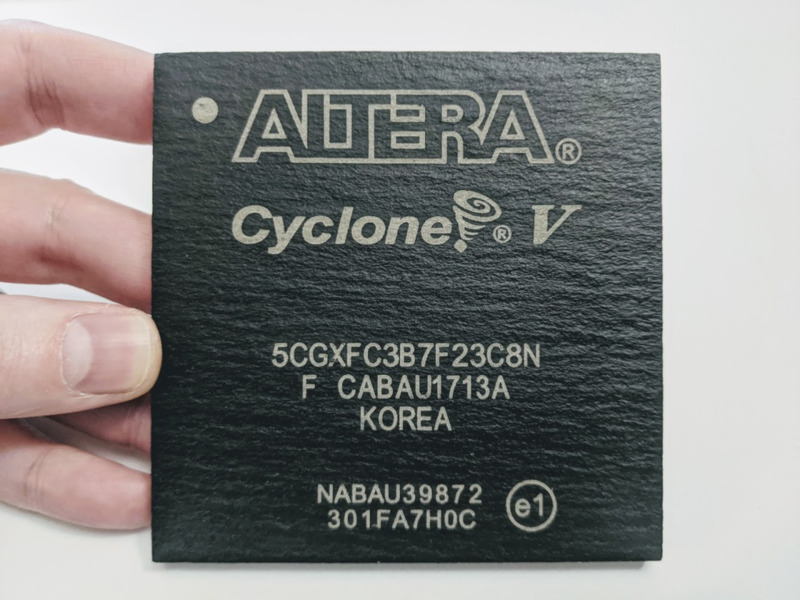 ALTERA®
Cyclone® V
5CGXFC3B7F23C8N
F CABAU1713A
KOREA
NABAU39872
301FA7H0C
e1